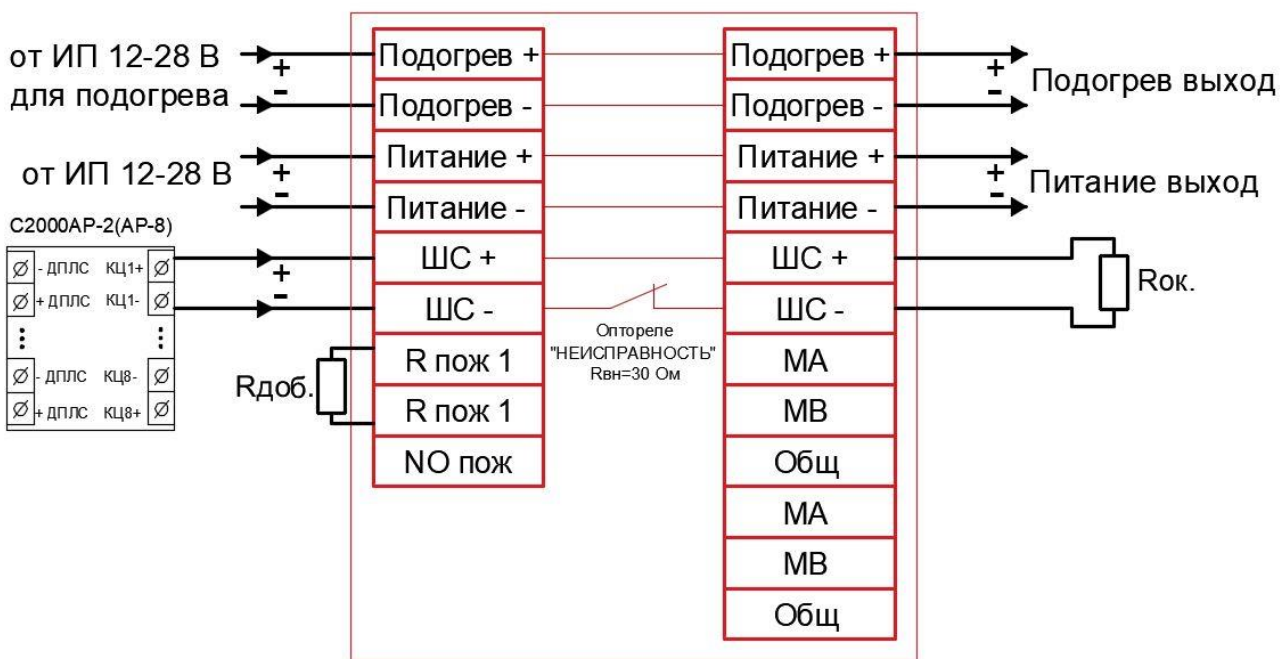 от ИП 12-28 В
для подогрева
+
-
от ИП 12-28 В
+
-
С2000АР-2(АР-8)
- ДПЛС КЦ1+
+ ДПЛС КЦ1-
- ДПЛС КЦ8-
+ ДПЛС КЦ8+
+
-
Rдоб.
Подогрев +
Подогрев -
Питание +
Питание -
ШС +
ШС -
R пож 1
R пож 1
NO пож
Оптореле
"НЕИСПРАВНОСТЬ"
Rвн=30 Ом
Подогрев +
Подогрев -
Питание +
Питание -
ШС +
ШС -
МА
МВ
Общ
МА
МВ
Общ
+
-
Подогрев выход
+
-
Питание выход
Rок.